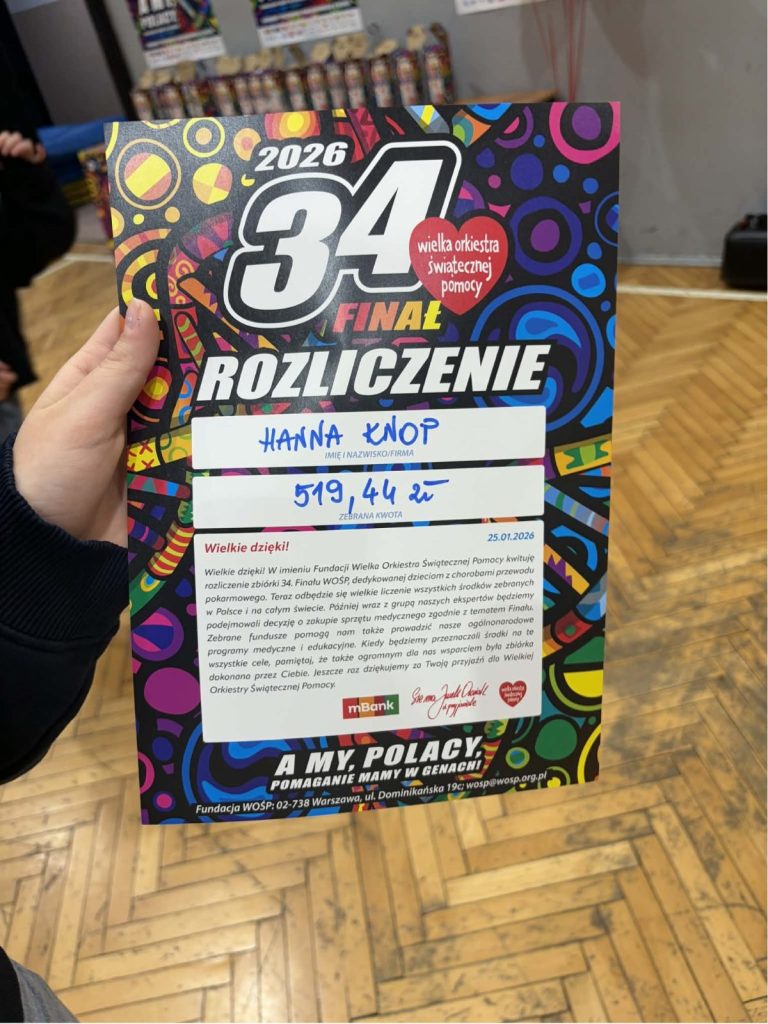 A MY,
POLACY!
2026
34
wielka orkiestra
świątecznej
pomocy
FINAŁ
ROZLICZENIE
HANNA KNOP
IMIĘ I NAZWISKO/FIRMA
519,44 zł
ZEBRANA KWOTA
Wielkie dzięki!
25.01.2026
Wielkie dzięki! W imieniu Fundacji Wielka Orkiestra Świątecznej Pomocy kwituję
rozliczenie zbiórki 34. Finału WOŚP, dedykowanej dzieciom z chorobami przewodu
pokarmowego. Teraz odbędzie się wielkie liczenie wszystkich środków zebranych
w Polsce i na całym świecie. Później wraz z grupą naszych ekspertów będziemy
podejmowali decyzję o zakupie sprzętu medycznego zgodnie z tematem Finału.
Zebrane fundusze pomogą nam także prowadzić nasze ogólnonarodowe
programy medyczne i edukacyjne. Kiedy będziemy przeznaczali środki na te
wszystkie cele, pamiętaj, że także ogromnym dla nas wsparciem była zbiórka
dokonana przez Ciebie. Jeszcze raz dziękujemy za Twoją przyjaźń dla Wielkiej
Orkiestry Świątecznej Pomocy.
mBank
wielka orkiestra
świątecznej
pomocy
A MY, POLACY,
POMAGANIE MAMY W GENACH!
Fundacja WOŚP: 02-738 Warszawa, ul. Dominikańska 19c; wosp@wosp.org.pl